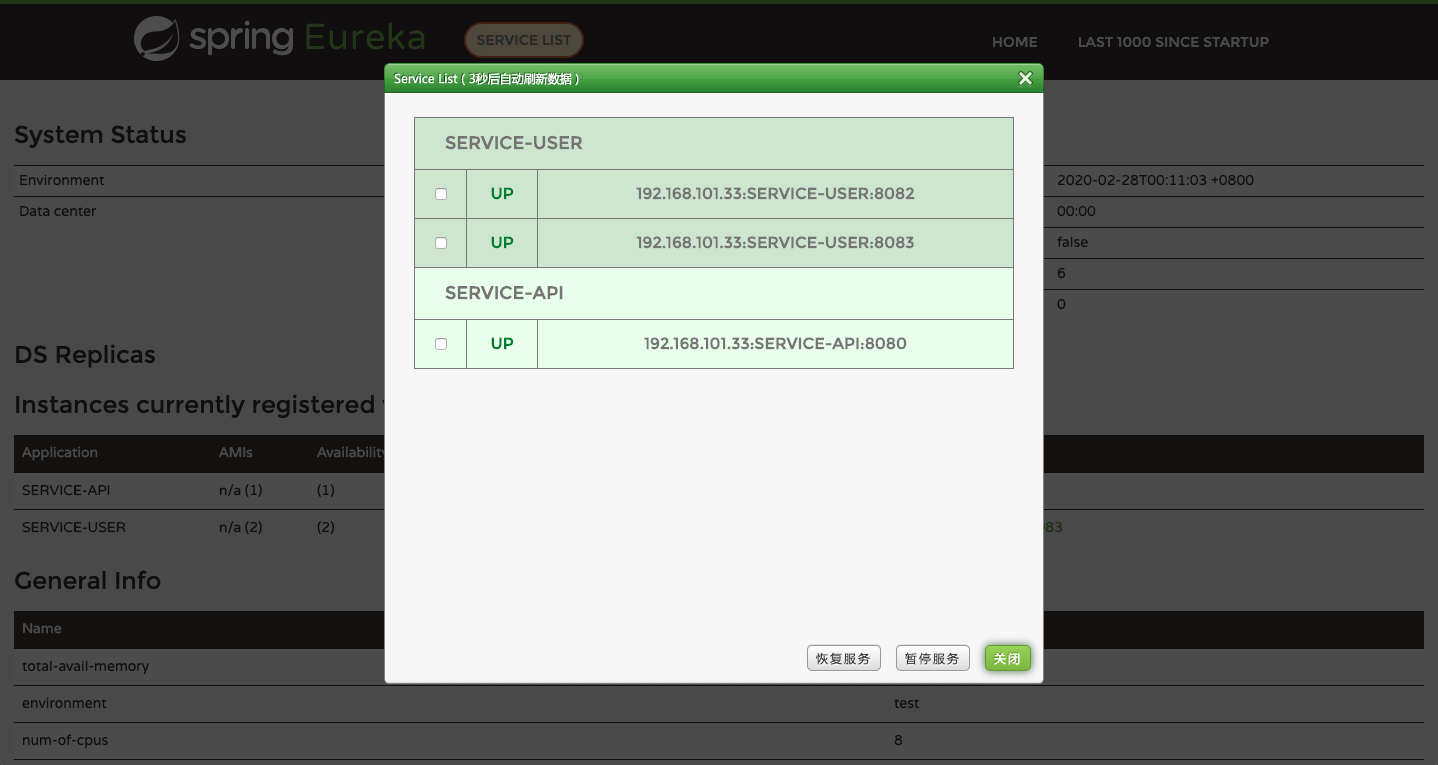 spring Eureka SERVICE LIST HOME LAST 1000 SINCE STARTUP
Service List ( 3秒后自动刷新数据 )
SERVICE-USER
UP 192.168.101.33:SERVICE-USER:8082
UP 192.168.101.33:SERVICE-USER:8083
SERVICE-API
UP 192.168.101.33:SERVICE-API:8080
恢复服务 暂停服务 关闭
System Status
Environment 2020-02-28T00:11:03 +0800
Data center 00:00
false
6
0
DS Replicas
Instances currently registered
Application AMIs Availability
SERVICE-API n/a (1) (1)
SERVICE-USER n/a (2) (2) 083
General Info
Name
total-avail-memory
environment test
num-of-cpus 8